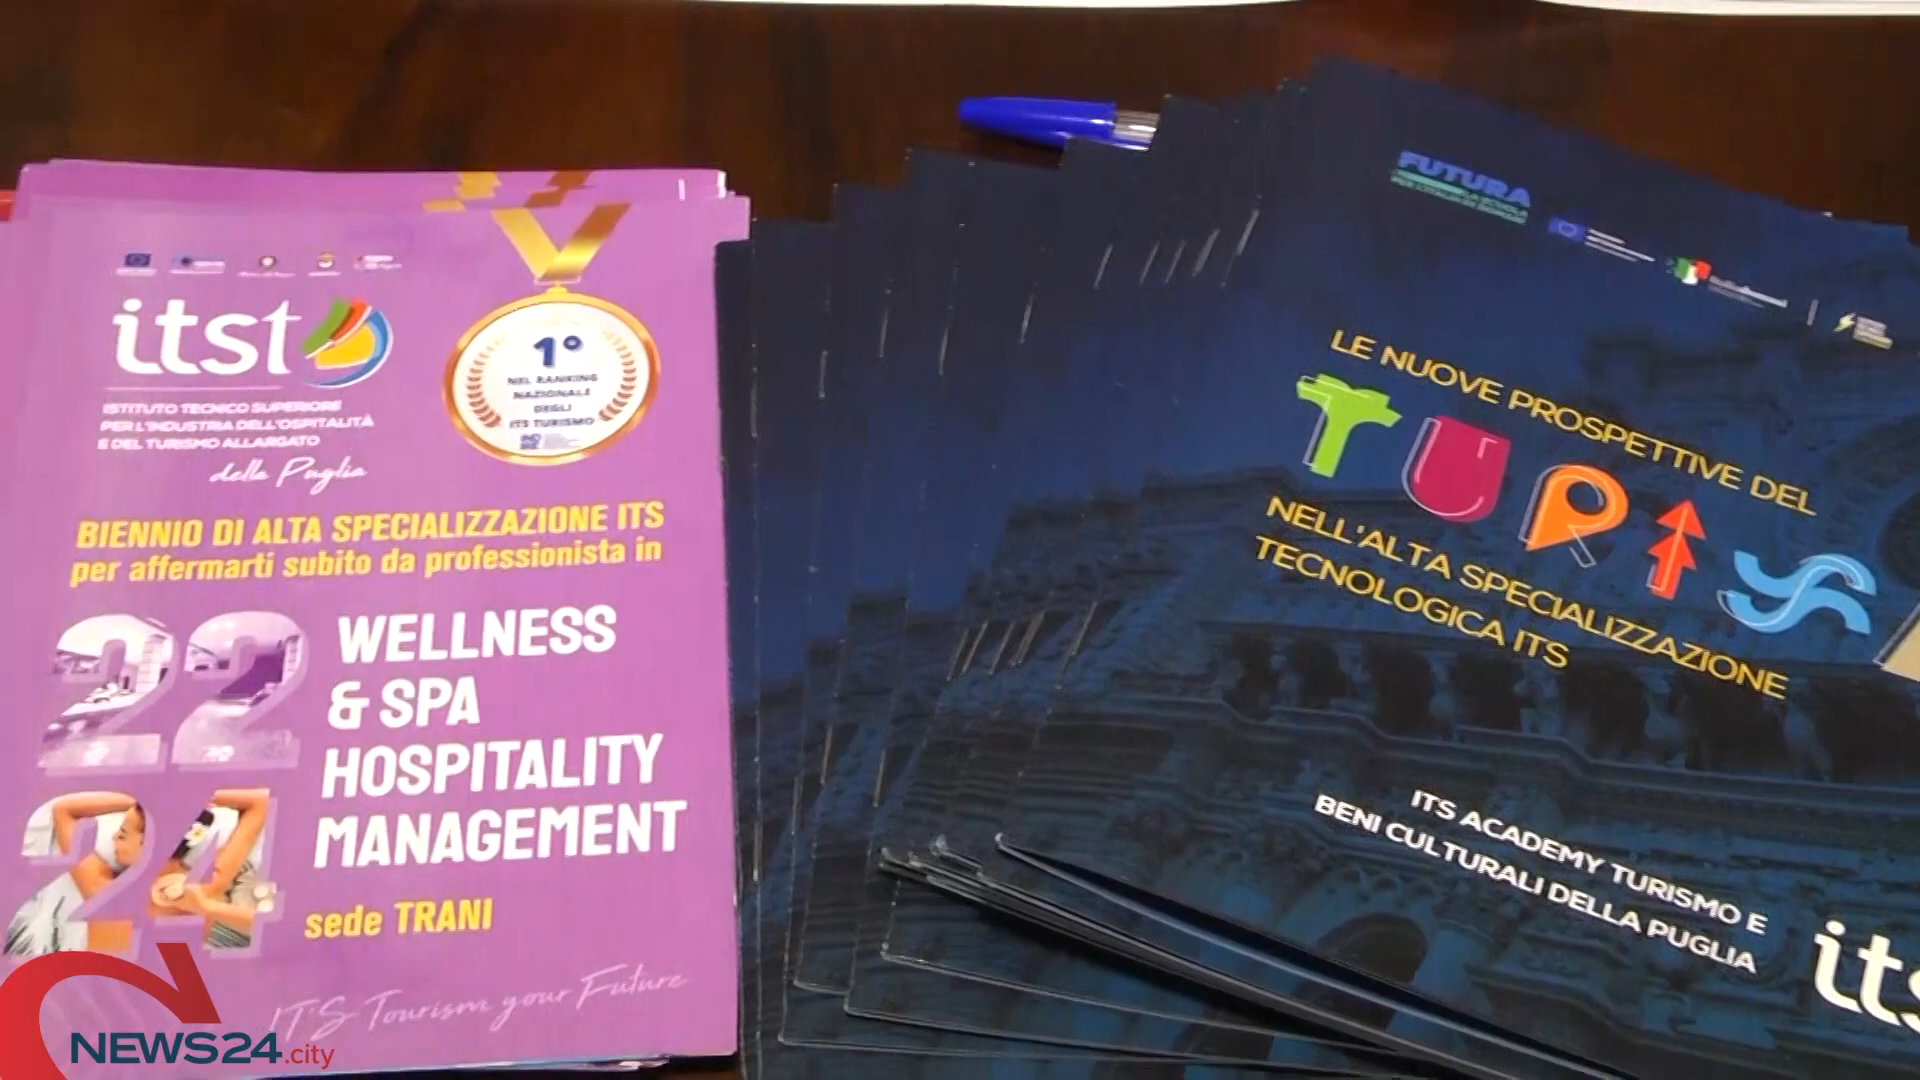 itst
ISTITUTO TECNICO SUPERIORE
PER L'INDUSTRIA DELL'OSPITALITÀ
E DEL TURISMO ALLARGATO
della Puglia
1°
NEL RANKING
NAZIONALE
DEGLI
ITS TURISMO
BIENNIO DI ALTA SPECIALIZZAZIONE ITS
per affermarti subito da professionista in
22
24
WELLNESS
& SPA
HOSPITALITY
MANAGEMENT
sede TRANI
IT'S Tourism your Future
FUTURA
LE NUOVE PROSPETTIVE DEL
TURIS
NELL'ALTA SPECIALIZZAZIONE
TECNOLOGICA ITS
ITS ACADEMY TURISMO E
BENI CULTURALI DELLA PUGLIA
its
NEWS24.city